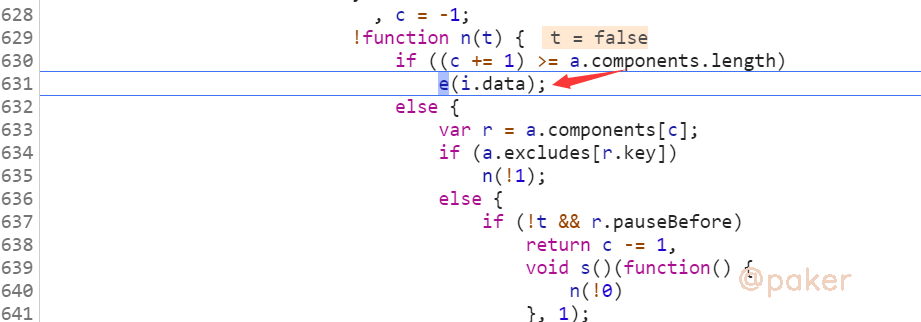 628 , c = -1;
629 !function n(t) { t = false
630 if ((c += 1) >= a.components.length)
631 e(i.data);
632 else {
633 var r = a.components[c];
634 if (a.excludes[r.key])
635 n(!1);
636 else {
637 if (!t && r.pauseBefore)
638 return c -= 1,
639 void s()(function() {
640 n(!0)
641 }, 1);
@paker